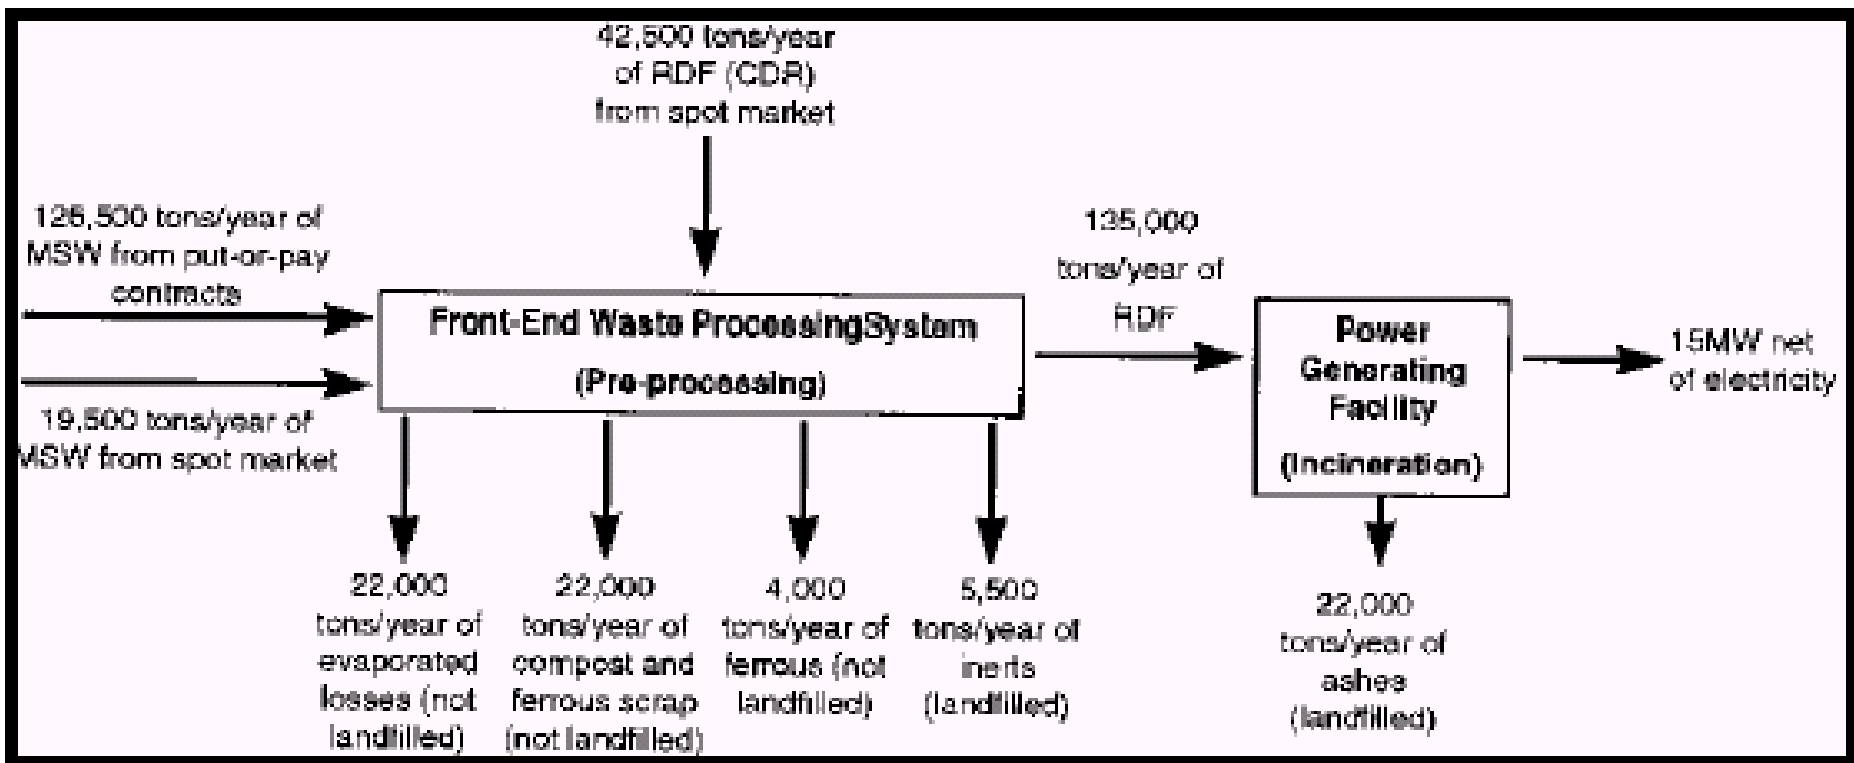 42,500 tons/year
of RDF (CDR)
from spot market
126,500 tons/year of
MSW from put-or-pay
contracts
19,500 tons/year of
MSW from spot market
Front-End Waste ProcessingSystem
(Pre-processing)
135,000
tons/year of
RDF
Power
Generating
Facility
(Incineration)
15MW net
of electricity
22,000
tons/year of
evaporated
losses (not
landfilled)
22,000
tons/year of
compost and
ferrous scrap
(not landfilled)
4,000
tons/year of
ferrous (not
landfilled)
5,500
tons/year of
inerts
(landfilled)
22,000
tons/year of
ashes
(landfilled)